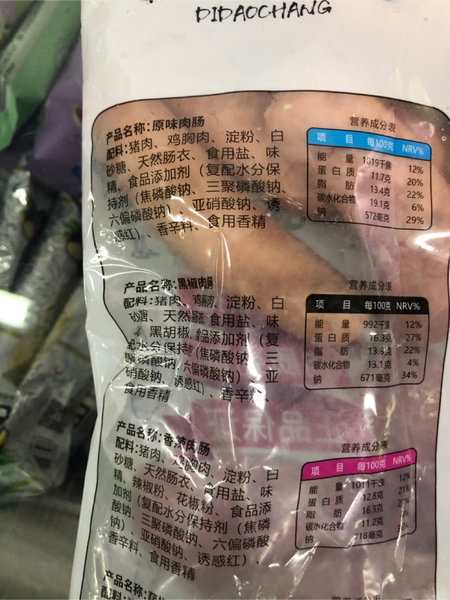 DIDAOCHANG
产品名称：原味肉肠
配料：猪肉、鸡胸肉、淀粉、白
砂糖、天然肠衣、食用盐、味
精、食品添加剂（复配水分保
持剂（焦磷酸钠、三聚磷酸钠、
六偏磷酸钠）、亚硝酸钠、诱
惑红）、香辛料、食用香精
营养成分表
项 目 每100克 NRV%
能 量 1019千焦 12%
蛋白质 11.7克 20%
脂 肪 13.4克 22%
碳水化合物 19.1克 6%
钠 572毫克 29%
产品名称：黑椒肉肠
配料：猪肉、鸡胸肉、淀粉、白
砂糖、天然肠衣、食用盐、味
黑胡椒、食品添加剂（复
配水分保持剂（焦磷酸钠、三
聚磷酸钠、六偏磷酸钠）、亚
硝酸钠、诱惑红）、香辛料、
食用香精
营养成分表
项 目 每100克 NRV%
能 量 992千焦 12%
蛋白质 16.3克 27%
脂 肪 13.3克 22%
碳水化合物 13.1克 4%
钠 671毫克 34%
品保证
产品名称：香辣肉肠
配料：猪肉、鸡胸肉、淀粉、白
砂糖、天然肠衣、食用盐、味
精、辣椒粉、花椒粉、食品添
加剂（复配水分保持剂（焦磷
酸钠、三聚磷酸钠、六偏磷酸
钠）、亚硝酸钠、诱惑红）、
香辛料、食用香精
营养成分表
项 目 每100克 NRV%
能 量 1011千焦 12%
蛋白质 12.8克 21%
脂 肪 16.3克
碳水化合物 11.2克
钠 718毫克
营养成分表